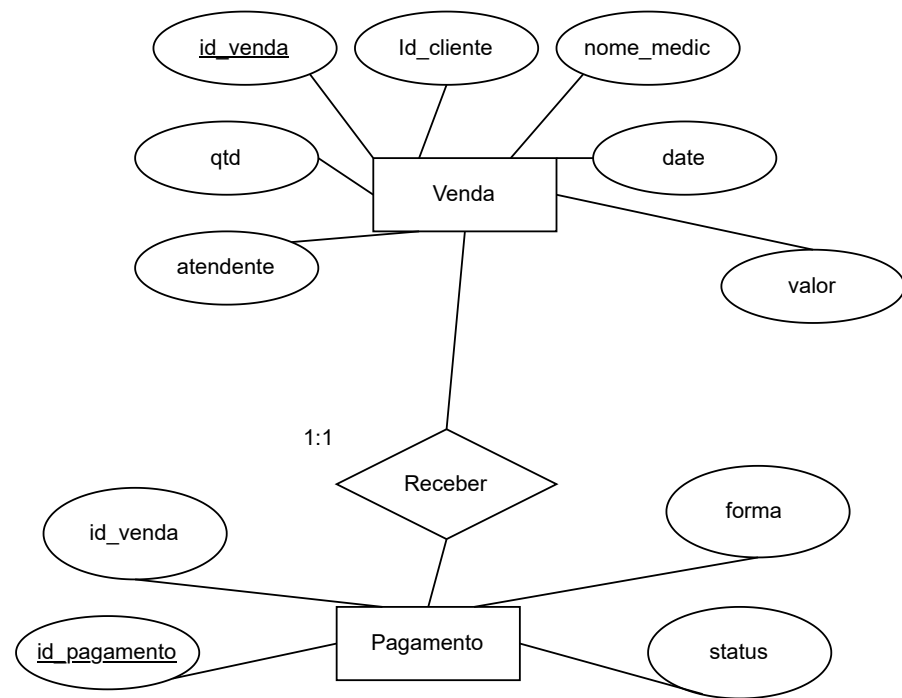 id_venda
Id_cliente
nome_medic
qtd
Venda
date
atendente
valor
1:1
Receber
forma
id_venda
id_pagamento
Pagamento
status